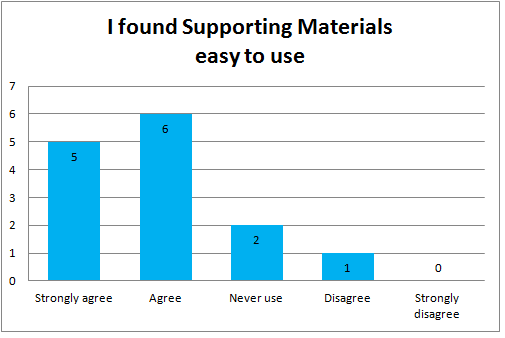 I found Supporting Materials
easy to use
7
6
5
4
3
2
1
0
5
6
2
1
0
Strongly agree
Agree
Never use
Disagree
Strongly
disagree